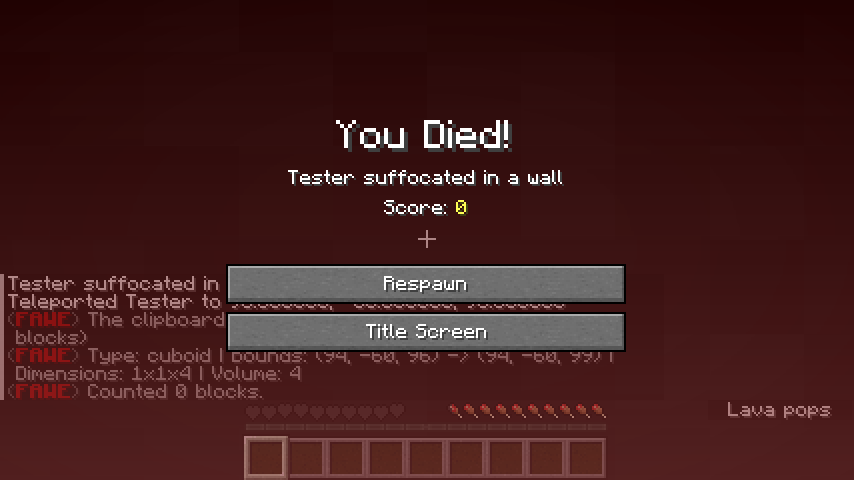 You Died!
Tester suffocated in a wall
Score: 0
Tester suffocated in
Respawn
Teleported Tester to
(FAWE) The clipboard
blocks)
Title Screen
(FAWE) Type: cuboid | Bounds: (94, -60, 96) -> (94, -60, 99) |
Dimensions: 1x1x4 | Volume: 4
(FAWE) Counted 0 blocks.
Lava pops